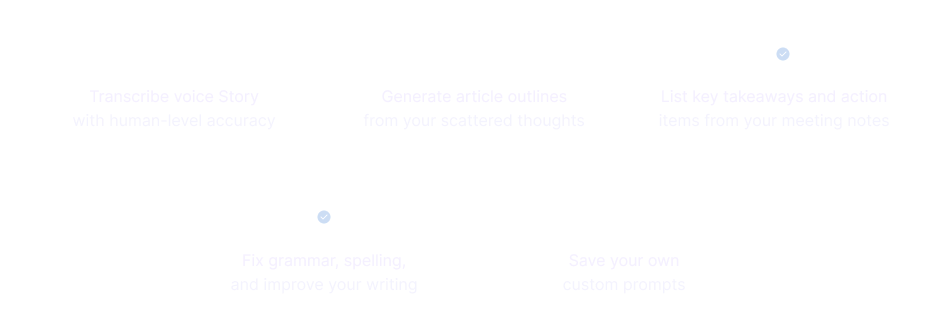 Transcribe voice Story
with human-level accuracy
Generate article outlines
from your scattered thoughts
List key takeaways and action
items from your meeting notes
Fix grammar, spelling,
and improve your writing
Save your own
custom prompts